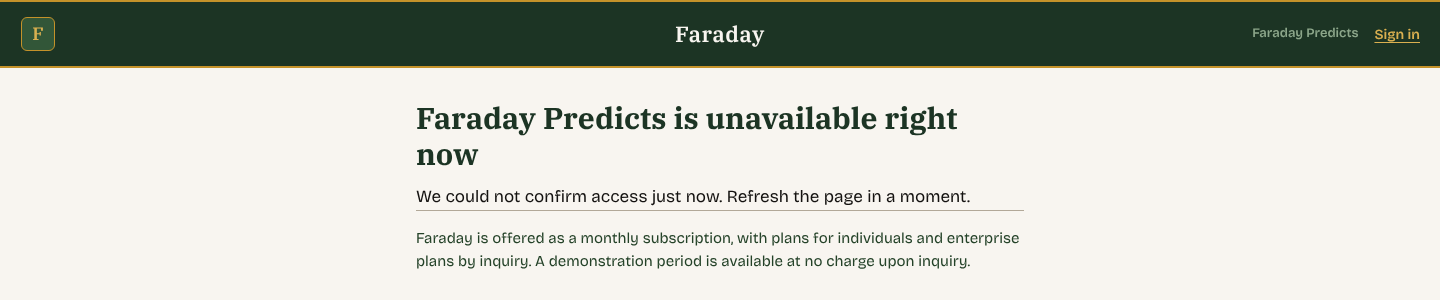 F
Faraday
Faraday Predicts
Sign in
Faraday Predicts is unavailable right
now
We could not confirm access just now. Refresh the page in a moment.
Faraday is offered as a monthly subscription, with plans for individuals and enterprise
plans by inquiry. A demonstration period is available at no charge upon inquiry.